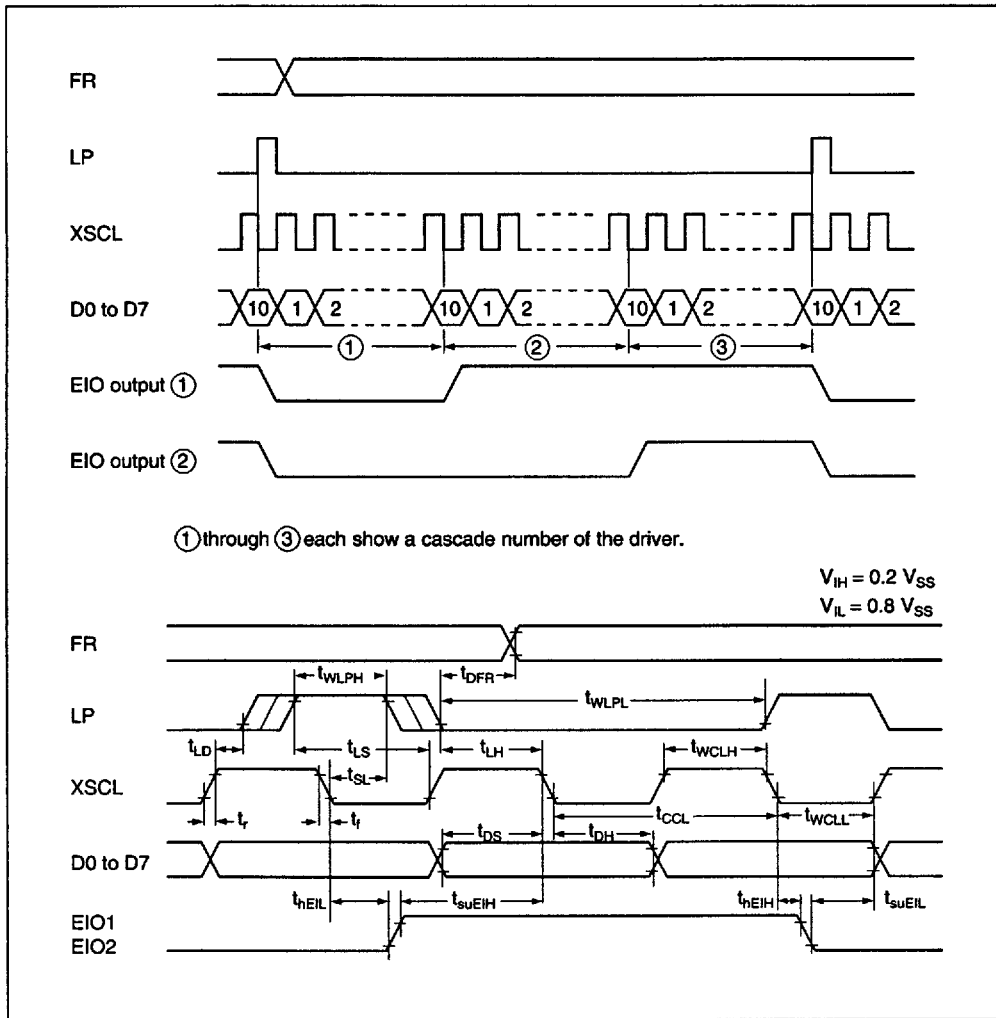 FR
LP
XSCL
D0 to D7
10 1 2 10 1 2 10 1 2 10 1 2
① ② ③
EIO output ①
EIO output ②
① through ③ each show a cascade number of the driver.
VIH = 0.2 VSS
VIL = 0.8 VSS
FR
tWLPH tDFR
LP
tWLPL
tLD tLS tLH tWCLH
XSCL
tSL
tr tf tCCL tWCLL
tDS tDH
D0 to D7
thEIL tsuEIH thEIH tsuEIL
EIO1
EIO2